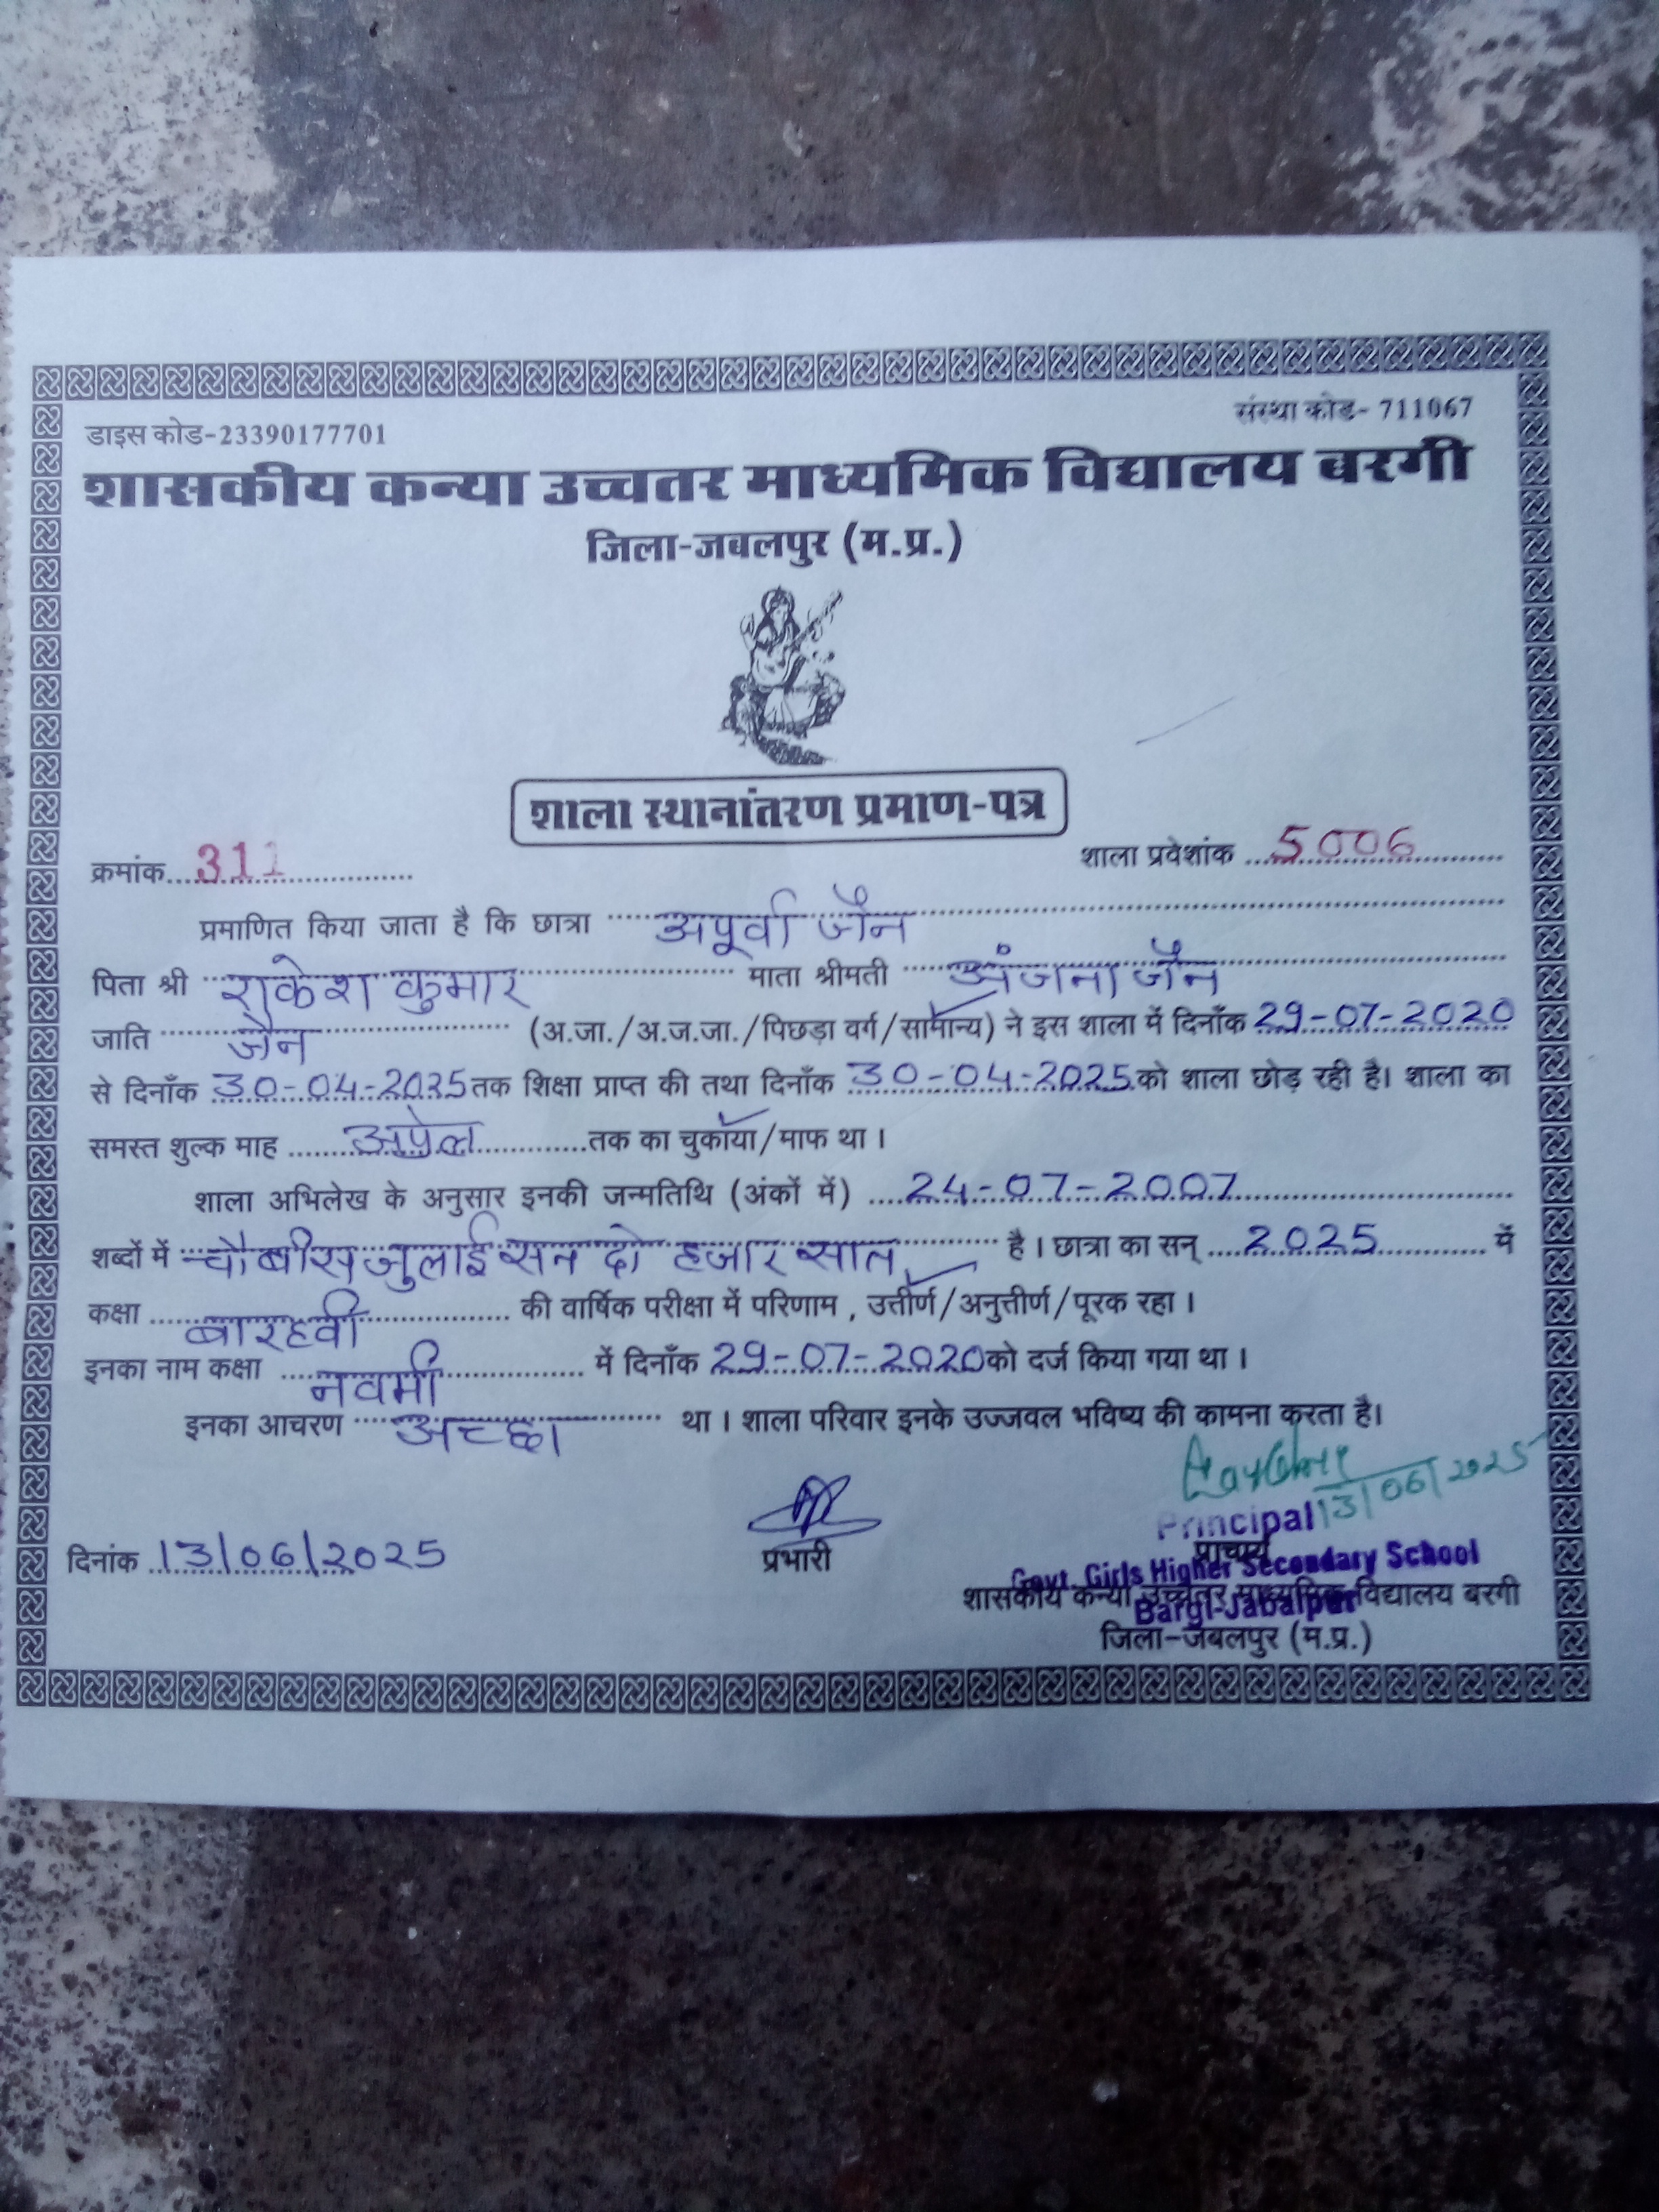 डाइस कोड-23390177701
संस्था कोड- 711067
शासकीय कन्या उच्चतर माध्यमिक विद्यालय बरगी
जिला-जबलपुर (म.प्र.)
शाला स्थानांतरण प्रमाण-पत्र
क्रमांक 311
शाला प्रवेशांक 5006
प्रमाणित किया जाता है कि छात्रा अपूर्वा जैन
पिता श्री राकेश कुमार माता श्रीमती अंजना जैन
जाति जैन (अ.जा./अ.ज.जा./पिछड़ा वर्ग/सामान्य) ने इस शाला में दिनाँक 29-07-2020
से दिनाँक 30-04-2025 तक शिक्षा प्राप्त की तथा दिनाँक 30-04-2025 को शाला छोड़ रही है। शाला का
समस्त शुल्क माह अप्रेल तक का चुकाया/माफ था।
शाला अभिलेख के अनुसार इनकी जन्मतिथि (अंकों में) 24-07-2007
शब्दों में चौबीस जुलाई सन दो हजार सात है। छात्रा का सन् 2025 में
कक्षा बारहवी की वार्षिक परीक्षा में परिणाम, उत्तीर्ण/अनुत्तीर्ण/पूरक रहा।
इनका नाम कक्षा नवमी में दिनाँक 29-07-2020 को दर्ज किया गया था।
इनका आचरण अच्छा था। शाला परिवार इनके उज्जवल भविष्य की कामना करता है।
13/06/2025
Principal
दिनांक 13/06/2025
प्रभारी
प्राचार्य
Govt. Girls Higher Secondary School
शासकीय कन्या उच्चतर माध्यमिक विद्यालय बरगी
Bargi-Jabalpur
जिला-जबलपुर (म.प्र.)